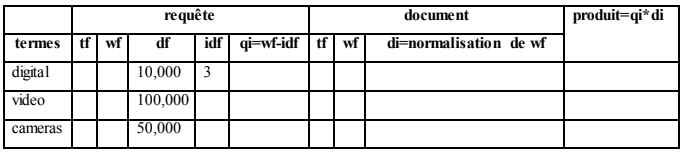 requête document produit=qi*di
termes tf wf df idf qi=wf-idf tf wf di=normalisation de wf
digital 10,000 3
video 100,000
cameras 50,000